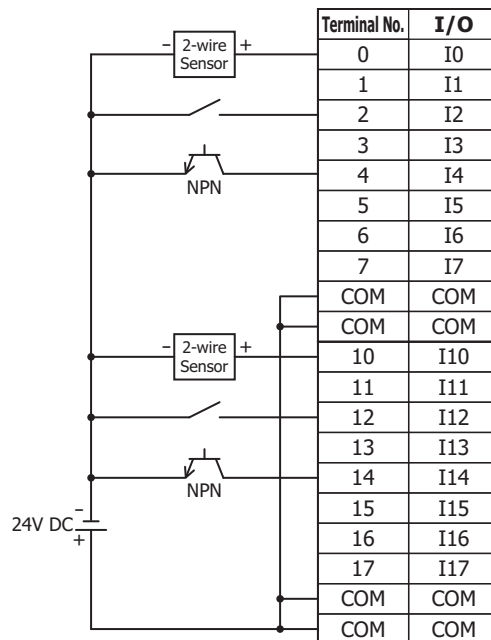 Terminal No. I/O
- 2-wire Sensor + 0 I0
1 I1
2 I2
3 I3
NPN 4 I4
5 I5
6 I6
7 I7
COM COM
COM COM
- 2-wire Sensor + 10 I10
11 I11
12 I12
13 I13
NPN 14 I14
15 I15
24V DC - + 16 I16
17 I17
COM COM
COM COM